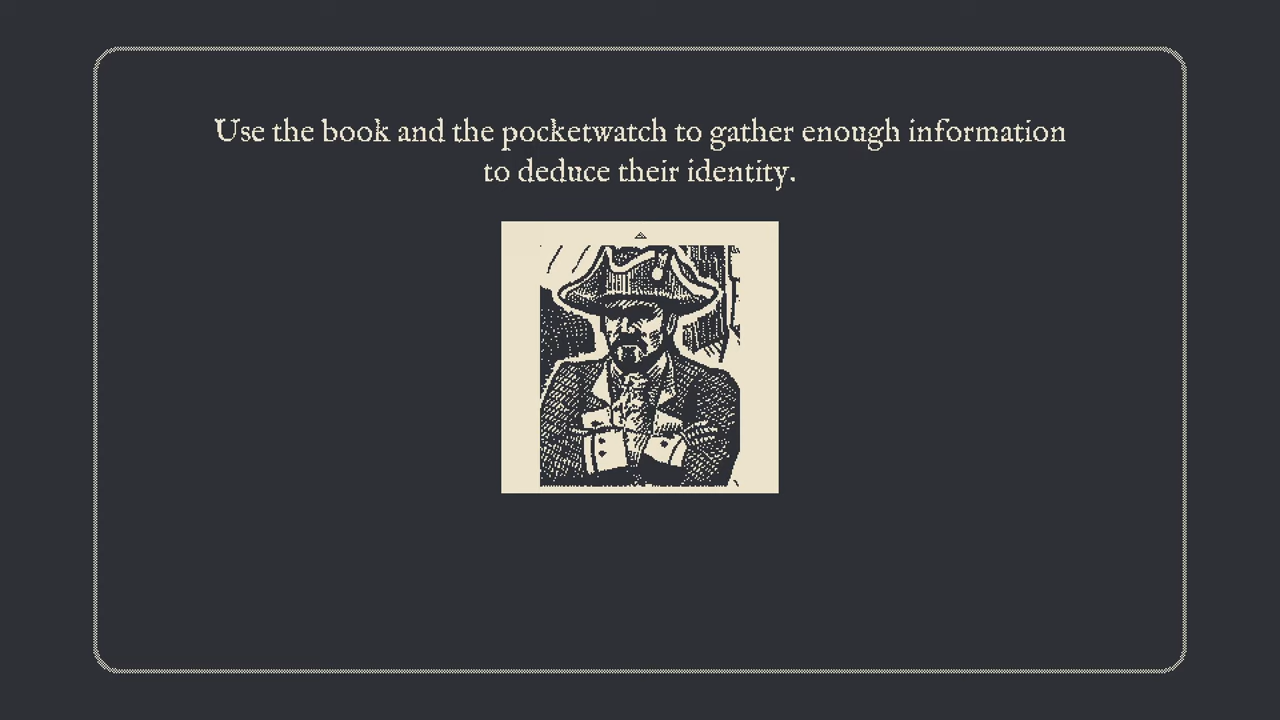 Use the book and the pocketwatch to gather enough information
to deduce their identity.